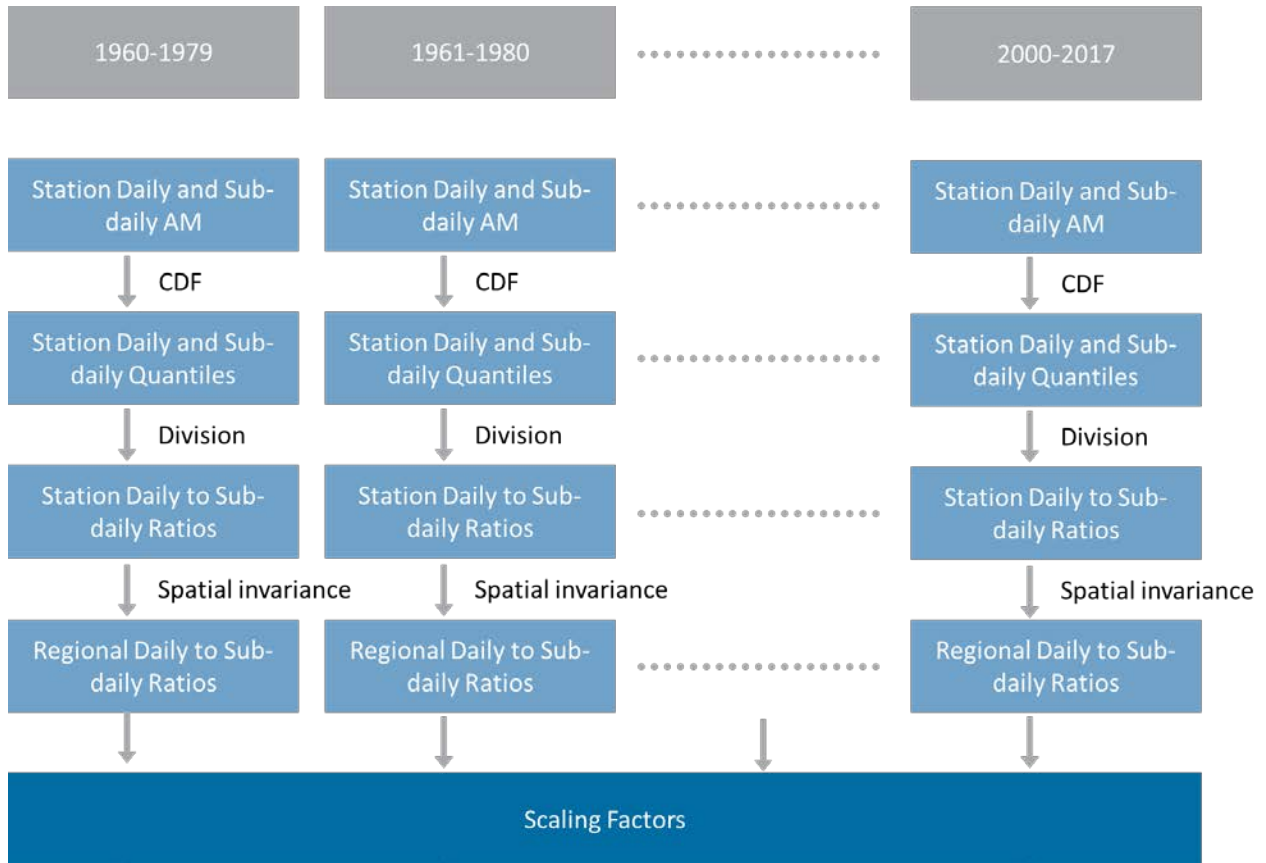 1960-1979
1961-1980
2000-2017
Station Daily and Sub-
daily AM
Station Daily and Sub-
daily AM
Station Daily and Sub-
daily AM
CDF
CDF
CDF
Station Daily and Sub-
daily Quantiles
Station Daily and Sub-
daily Quantiles
Station Daily and Sub-
daily Quantiles
Division
Division
Division
Station Daily to Sub-
daily Ratios
Station Daily to Sub-
daily Ratios
Station Daily to Sub-
daily Ratios
Spatial invariance
Spatial invariance
Spatial invariance
Regional Daily to Sub-
daily Ratios
Regional Daily to Sub-
daily Ratios
Regional Daily to Sub-
daily Ratios
Scaling Factors